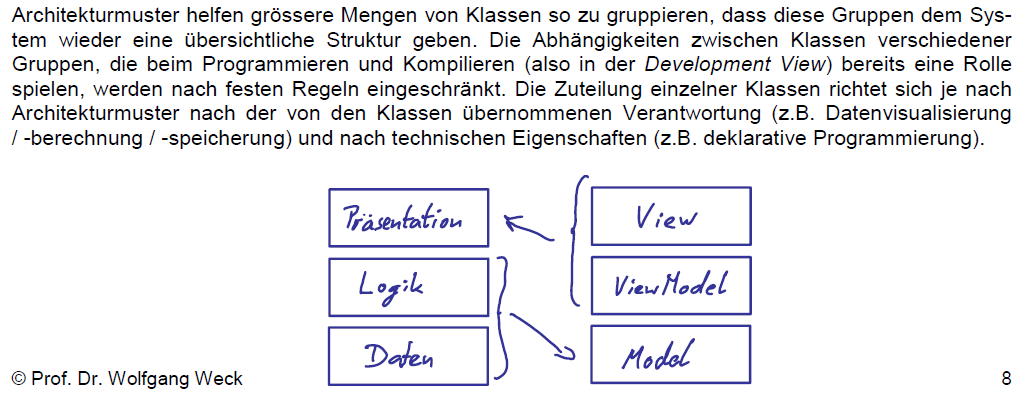 Architekturmuster helfen grössere Mengen von Klassen so zu gruppieren, dass diese Gruppen dem Sys-
tem wieder eine übersichtliche Struktur geben. Die Abhängigkeiten zwischen Klassen verschiedener
Gruppen, die beim Programmieren und Kompilieren (also in der Development View) bereits eine Rolle
spielen, werden nach festen Regeln eingeschränkt. Die Zuteilung einzelner Klassen richtet sich je nach
Architekturmuster nach der von den Klassen übernommenen Verantwortung (z.B. Datenvisualisierung
/ -berechnung / -speicherung) und nach technischen Eigenschaften (z.B. deklarative Programmierung).
Präsentation
View
Logik
ViewModel
Daten
Model
© Prof. Dr. Wolfgang Weck
8